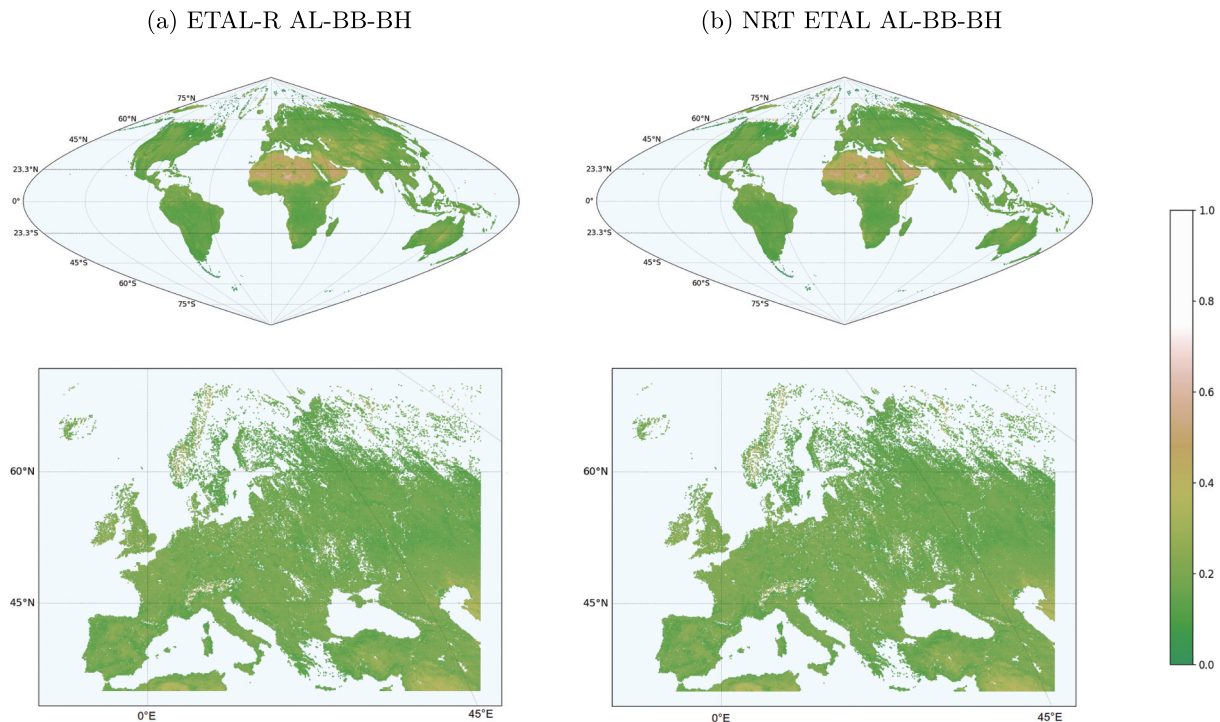 (a) ETAL-R AL-BB-BH
(b) NRT ETAL AL-BB-BH
75°N
60°N
45°N
23.3°N
0°
23.3°S
45°S
60°S
75°S
75°N
60°N
45°N
23.3°N
0°
23.3°S
45°S
60°S
75°S
1.0
0.8
0.6
0.4
0.2
0.0
60°N
45°N
0°E
45°E
60°N
45°N
0°E
45°E